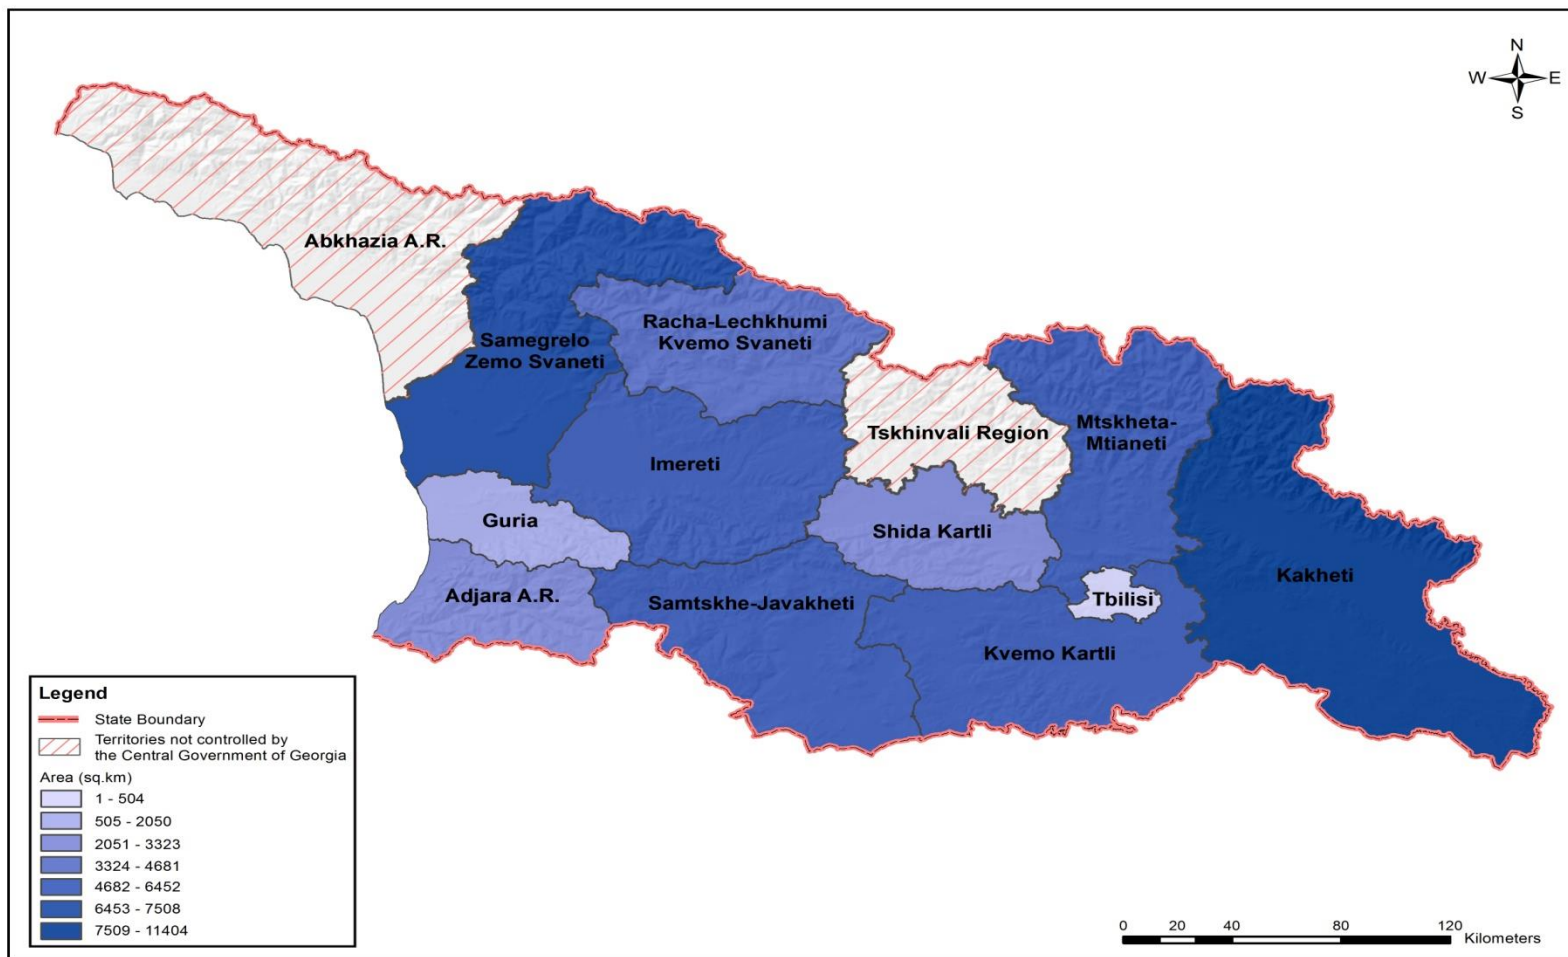 N
W E
S
Abkhazia A.R.
Samegrelo
Zemo Svaneti
Racha-Lechkhumi
Kvemo Svaneti
Tskhinvali Region
Mtskheta-
Mtianeti
Imereti
Guria
Shida Kartli
Kakheti
Adjara A.R.
Samtskhe-Javakheti
Tbilisi
Kvemo Kartli
Legend
State Boundary
Territories not controlled by
the Central Government of Georgia
Area (sq.km)
1 - 504
505 - 2050
2051 - 3323
3324 - 4681
4682 - 6452
6453 - 7508
7509 - 11404
0 20 40 80 120
Kilometers